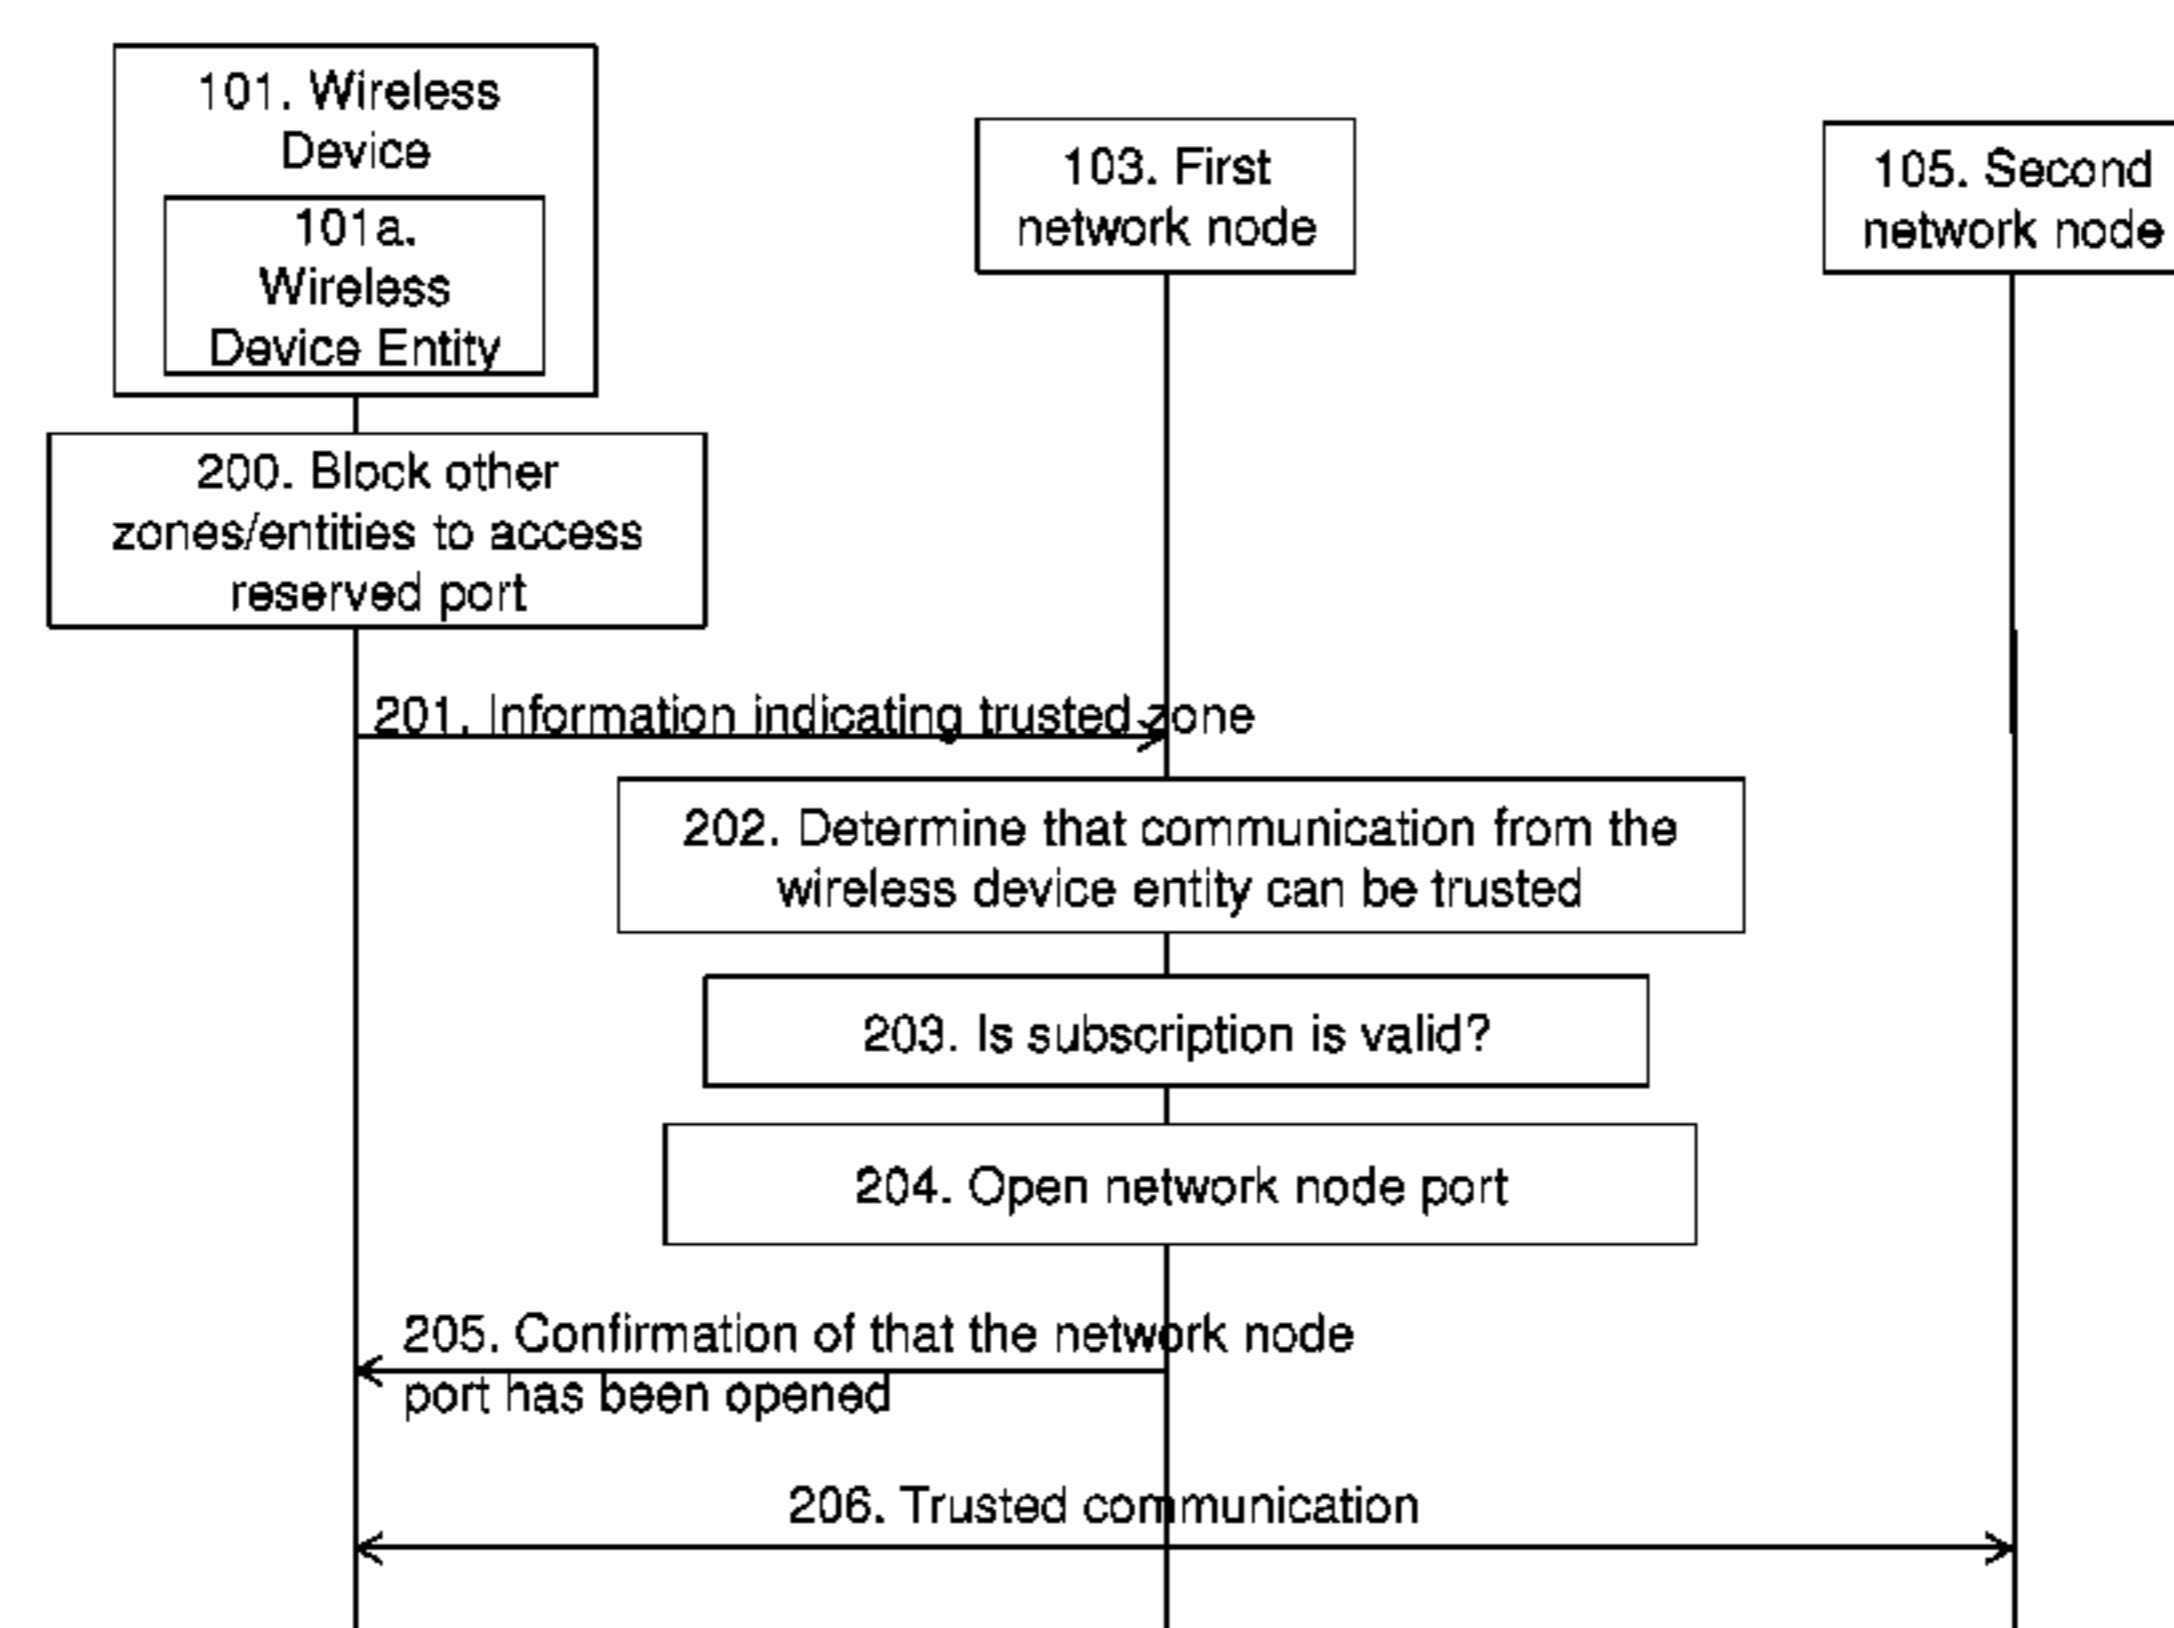 101. Wireless
Device
101a.
Wireless
Device Entity
103. First
network node
105. Second
network node
200. Block other
zones/entities to access
reserved port
201. Information indicating trusted zone
202. Determine that communication from the
wireless device entity can be trusted
203. Is subscription is valid?
204. Open network node port
205. Confirmation of that the network node
port has been opened
206. Trusted communication